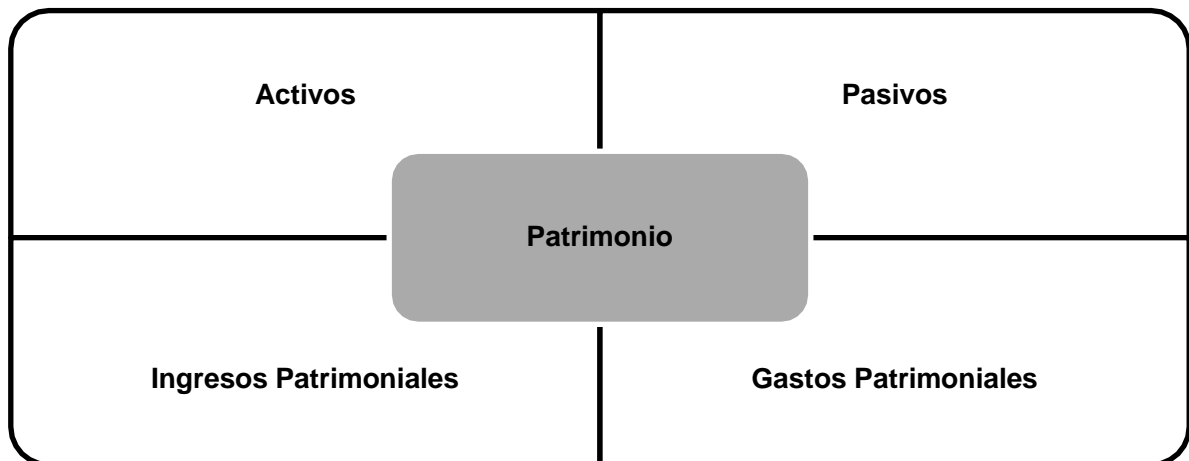 Activos
Pasivos
Patrimonio
Ingresos Patrimoniales
Gastos Patrimoniales